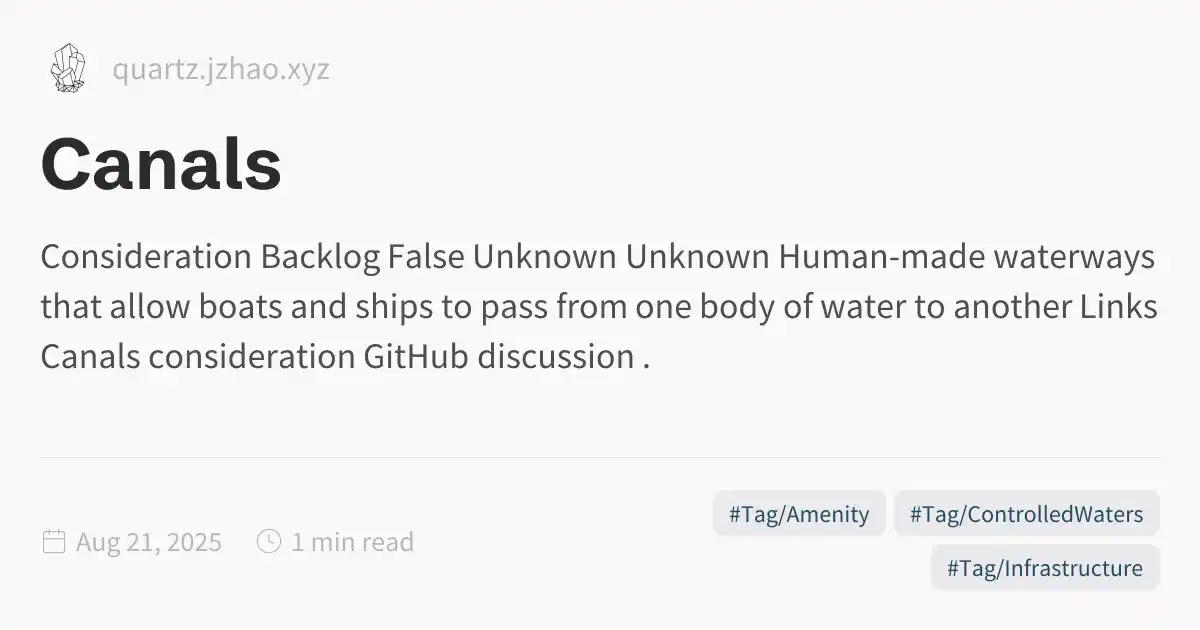 quartz.jzhao.xyz
Canals
Consideration Backlog False Unknown Unknown Human-made waterways
that allow boats and ships to pass from one body of water to another Links
Canals consideration GitHub discussion .
Aug 21, 2025
1 min read
#Tag/Amenity
#Tag/ControlledWaters
#Tag/Infrastructure